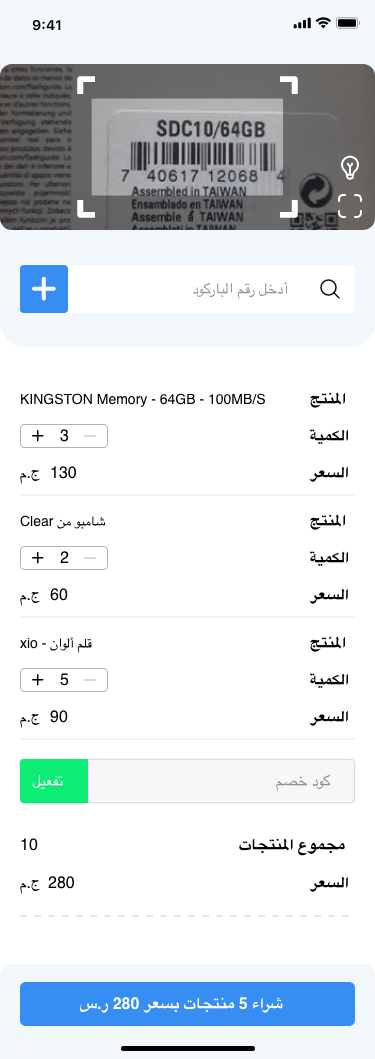 9:41
SDC10/64GB
7 40617 12068 4
Assembled in TAIWAN
Ensamblado en TAIWAN
Assemble à TAIWAN
أدخل رقم الباركود
المنتج KINGSTON Memory - 64GB - 100MB/S
الكمية 3
السعر 130 ج.م
المنتج شامبو من Clear
الكمية 2
السعر 60 ج.م
المنتج قلم ألوان - xio
الكمية 5
السعر 90 ج.م
كود خصم تفعيل
مجموع المنتجات 10
السعر 280 ج.م
شراء 5 منتجات بسعر 280 ر.س